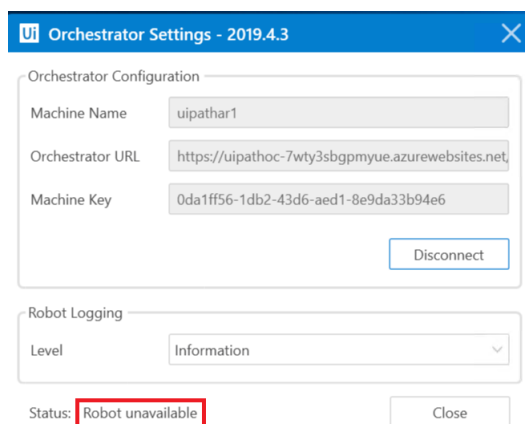 Ui Orchestrator Settings - 2019.4.3
Orchestrator Configuration
Machine Name uipathar1
Orchestrator URL https://uipathoc-7wty3sbgpmyue.azurewebsites.net,
Machine Key 0da1ff56-1db2-43d6-aed1-8e9da33b94e6
Disconnect
Robot Logging
Level Information
Status: Robot unavailable Close